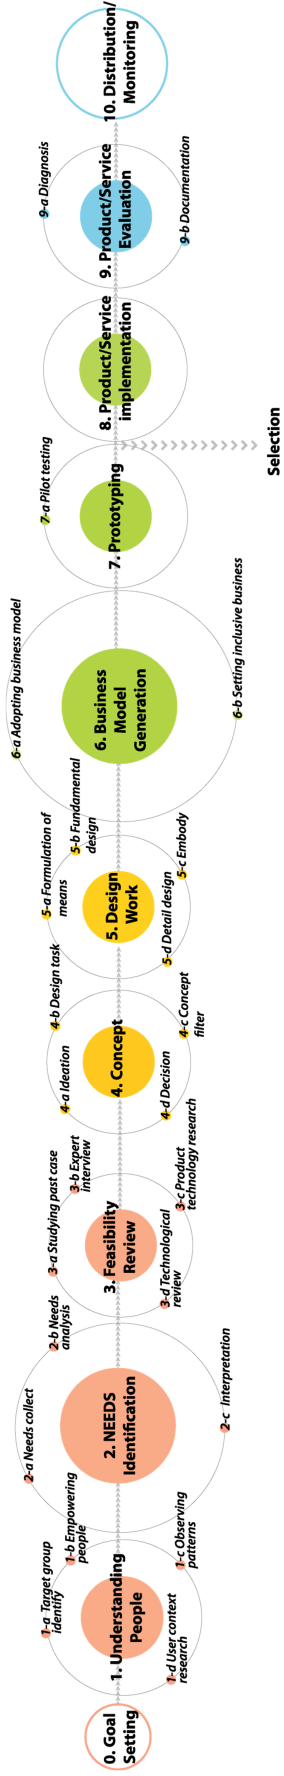 0. Goal
Setting
1-a Target group
identify
1-b Empowering
people
1. Understanding
People
1-c Observing
patterns
1-d User context
research
2-a Needs collect
2-b Needs
analysis
2. NEEDS
Identification
2-c Interpretation
3-a Studying past case
3-b Expert
interview
3. Feasibility
Review
3-c Product
technology research
3-d Technological
review
4-a Ideation
4-b Design task
4. Concept
4-c Concept
filter
4-d Decision
5-a Formulation of
means
5-b Fundamental
design
5. Design
Work
5-c Embody
5-d Detail design
6-a Adopting business model
6. Business
Model
Generation
6-b Setting inclusive business
7-a Pilot testing
7. Prototyping
Selection
8. Product/Service
implementation
9-a Diagnosis
9. Product/Service
Evaluation
9-b Documentation
10. Distribution/
Monitoring